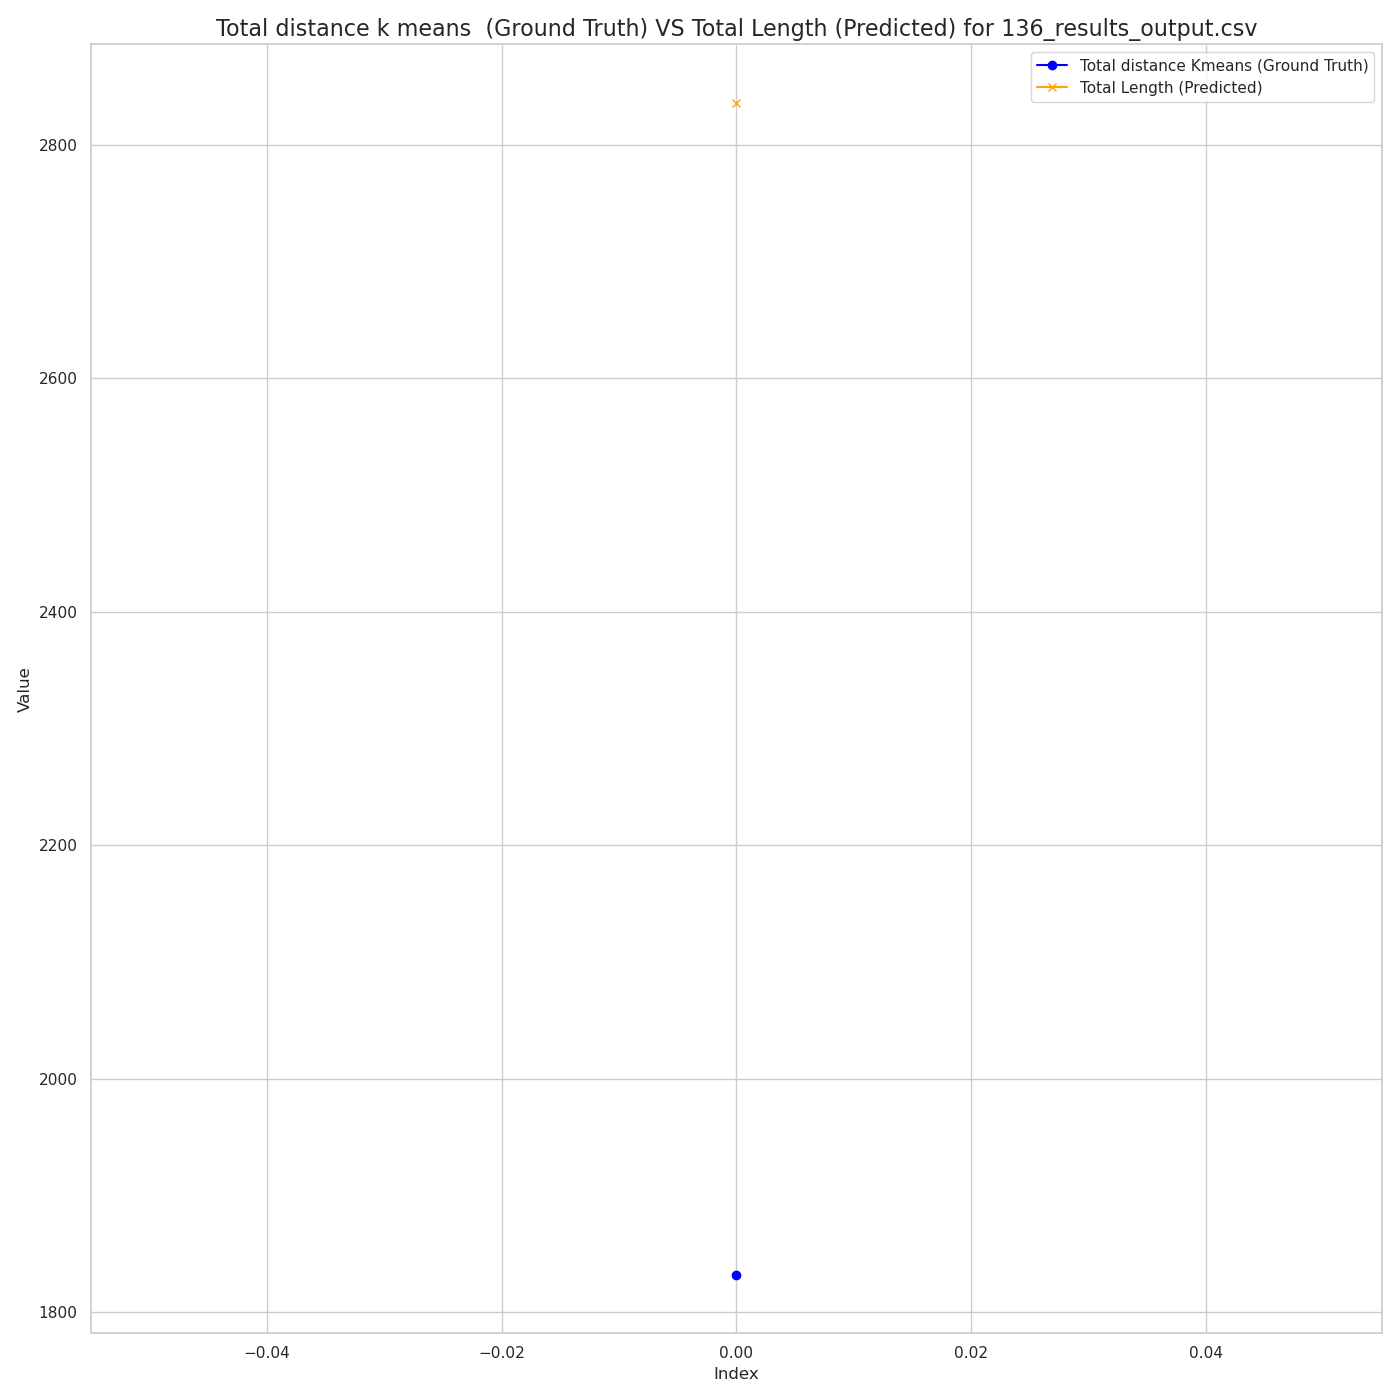 Total distance k means  (Ground Truth) VS Total Length (Predicted) for 136_results_output.csv
Total distance Kmeans (Ground Truth)
Total Length (Predicted)
2800
2600
2400
2200
2000
1800
Value
−0.04
−0.02
0.00
0.02
0.04
Index